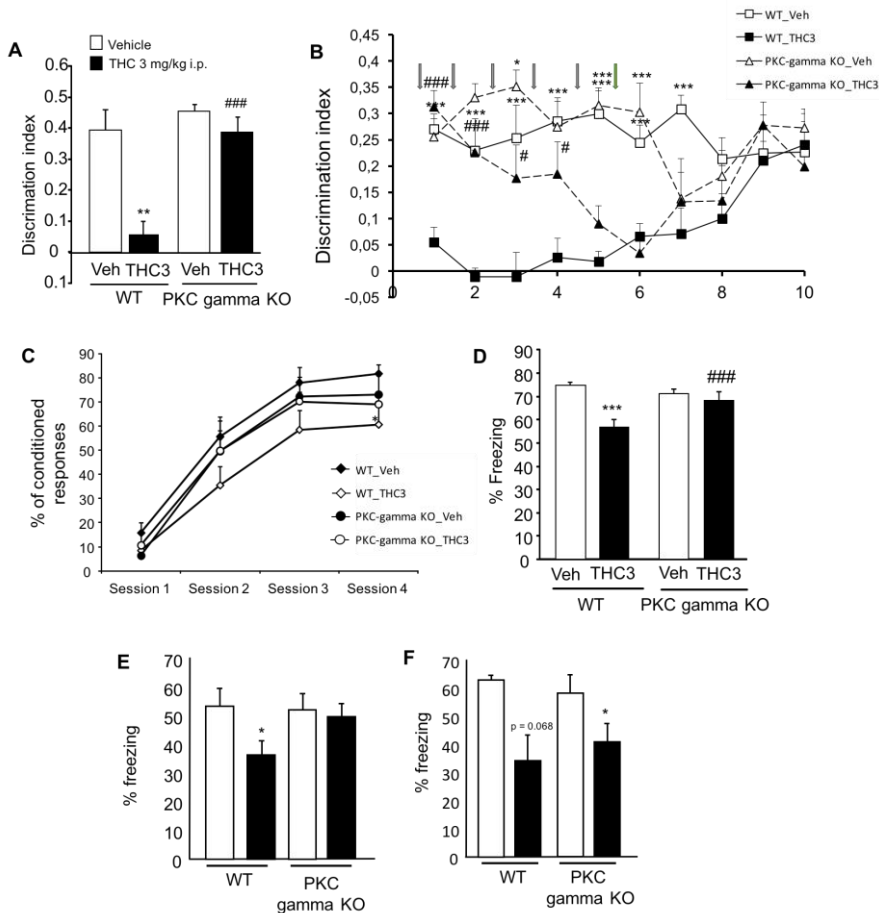 A
Vehicle
THC 3 mg/kg i.p.
Discrimation index
0.6
0.5
0.4
0.3
0.2
0.1
0
0.1
**
###
Veh THC3 Veh THC3
WT PKC gamma KO
B
Discrimination index
0,45
0,4
0,35
0,3
0,25
0,2
0,15
0,1
0,05
0
-0,05
###
***
***
###
*
***
#
***
#
***
***
***
***
***
0 2 4 6 8 10
WT_Veh
WT_THC3
PKC-gamma KO_Veh
PKC-gamma KO_THC3
C
% of conditioned
responses
90
80
70
60
50
40
30
20
10
0
*
Session 1 Session 2 Session 3 Session 4
WT_Veh
WT_THC3
PKC-gamma KO_Veh
PKC-gamma KO_THC3
D
% Freezing
90
80
70
60
50
40
30
20
10
0
***
###
Veh THC3 Veh THC3
WT PKC gamma KO
E
% freezing
70
60
50
40
30
20
10
0
*
WT PKC
gamma KO
F
% freezing
70
60
50
40
30
20
10
0
p = 0.068
*
WT PKC
gamma KO